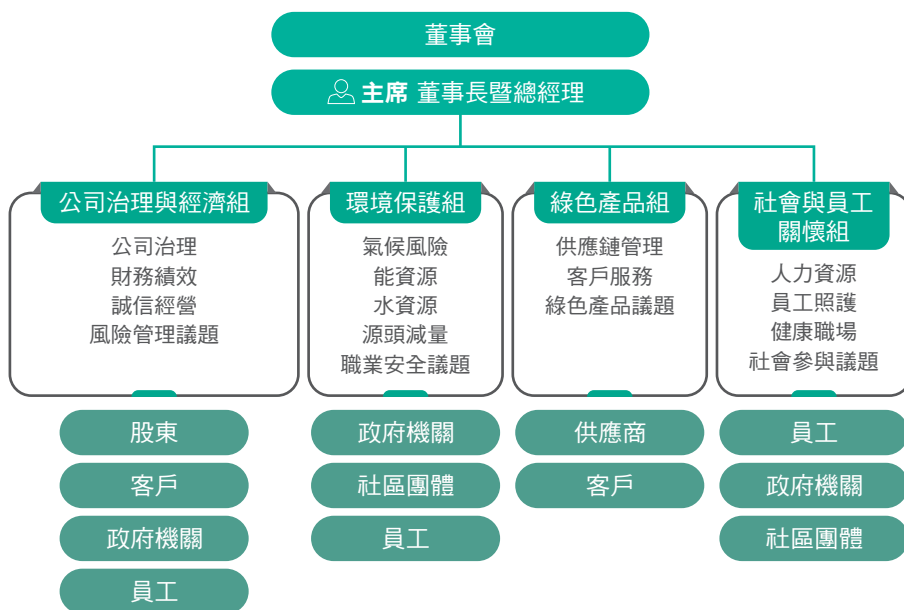 董事會
主席 董事長暨總經理
公司治理與經濟組
公司治理
財務績效
誠信經營
風險管理議題
股東
客戶
政府機關
員工
環境保護組
氣候風險
能資源
水資源
源頭減量
職業安全議題
政府機關
社區團體
員工
綠色產品組
供應鏈管理
客戶服務
綠色產品議題
供應商
客戶
社會與員工
關懷組
人力資源
員工照護
健康職場
社會參與議題
員工
政府機關
社區團體